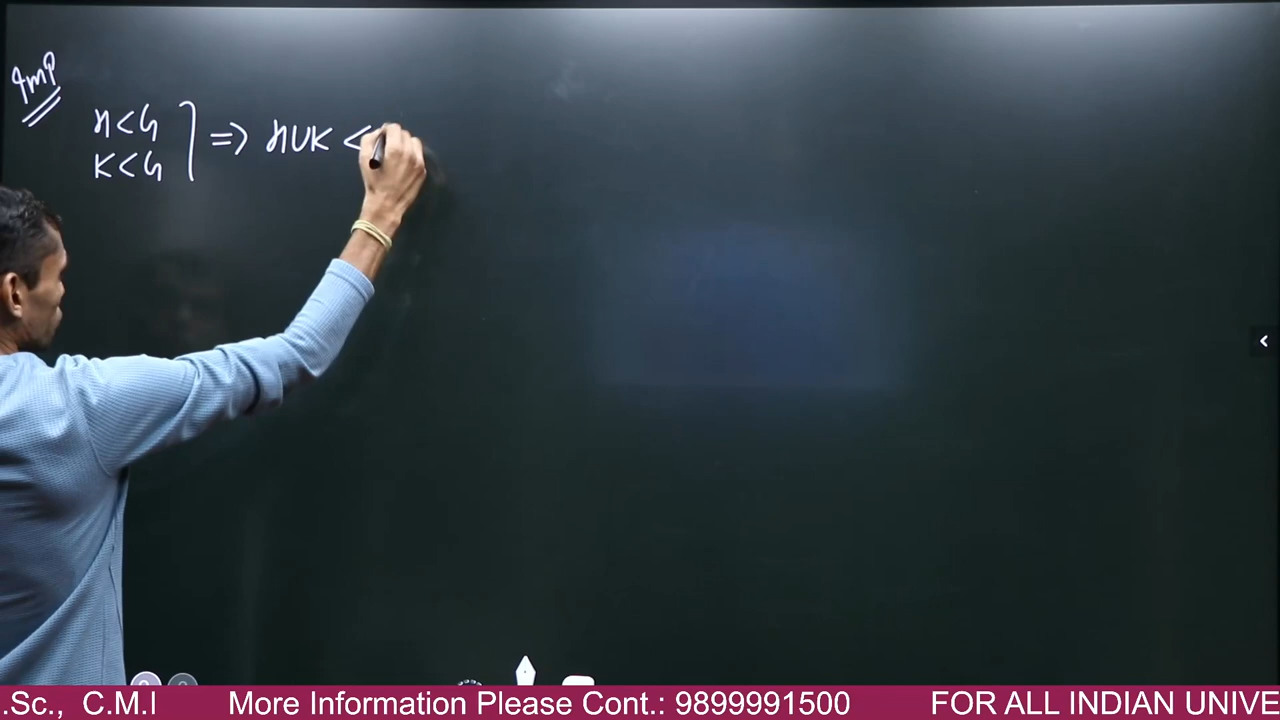 Imp
H<G
K<G ] => HUK <
.Sc., C.M.I More Information Please Cont.: 9899991500 FOR ALL INDIAN UNIVE